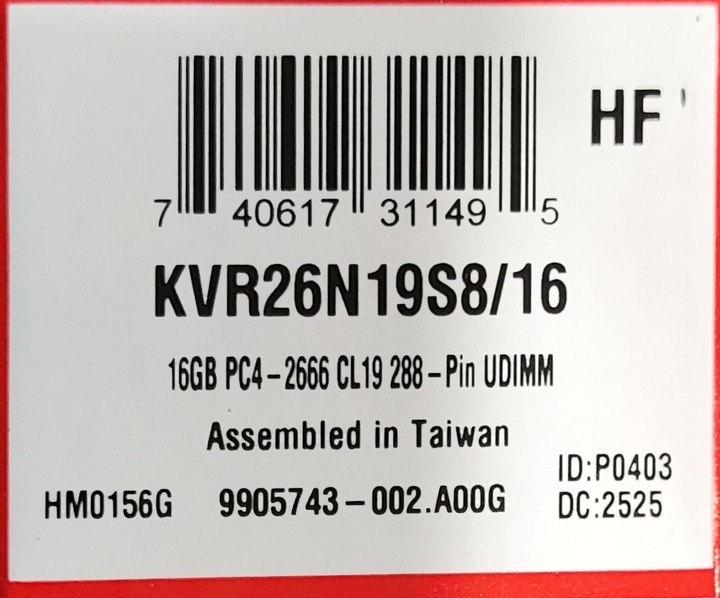 HF
7 40617 31149 5
KVR26N19S8/16
16GB PC4-2666 CL19 288-Pin UDIMM
Assembled in Taiwan
ID:P0403
HM0156G 9905743-002.A00G DC:2525